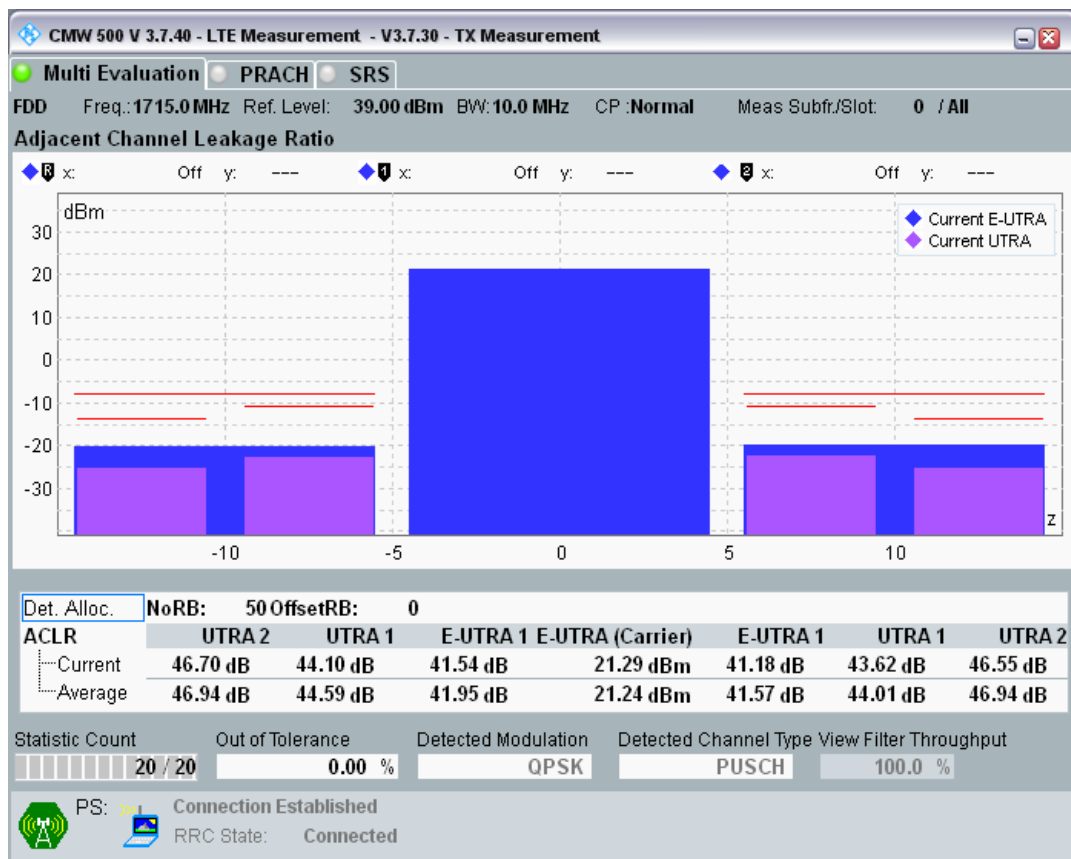 CMW 500 V 3.7.40 - LTE Measurement - V3.7.30 - TX Measurement
Multi Evaluation PRACH SRS
FDD Freq.:1715.0 MHz Ref. Level: 39.00 dBm BW:10.0 MHz CP :Normal Meas Subfr./Slot: 0 / All
Adjacent Channel Leakage Ratio
R x: Off y: --- 1 x: Off y: --- 2 x: Off y: ---
dBm
Current E-UTRA
Current UTRA
30
20
10
0
-10
-20
-30
z
-10 -5 0 5 10
Det. Alloc. NoRB: 50 OffsetRB: 0
ACLR UTRA 2 UTRA 1 E-UTRA 1 E-UTRA (Carrier) E-UTRA 1 UTRA 1 UTRA 2
Current 46.70 dB 44.10 dB 41.54 dB 21.29 dBm 41.18 dB 43.62 dB 46.55 dB
Average 46.94 dB 44.59 dB 41.95 dB 21.24 dBm 41.57 dB 44.01 dB 46.94 dB
Statistic Count Out of Tolerance Detected Modulation Detected Channel Type View Filter Throughput
20 / 20 0.00 % QPSK PUSCH 100.0 %
PS: Connection Established
RRC State: Connected